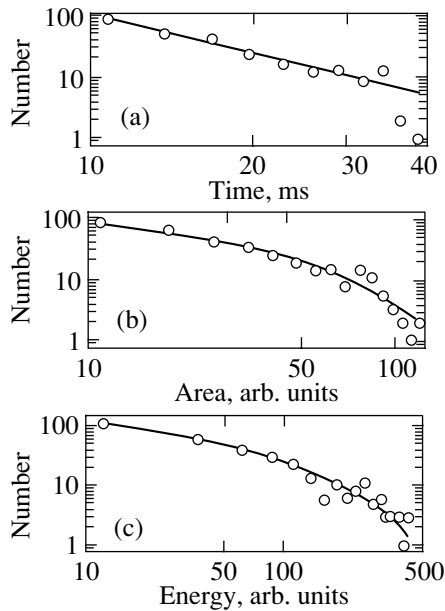 100
10
1
Number
(a)
10 20 30 40
Time, ms
100
10
1
Number
(b)
10 50 100
Area, arb. units
100
10
1
Number
(c)
10 50 100 500
Energy, arb. units